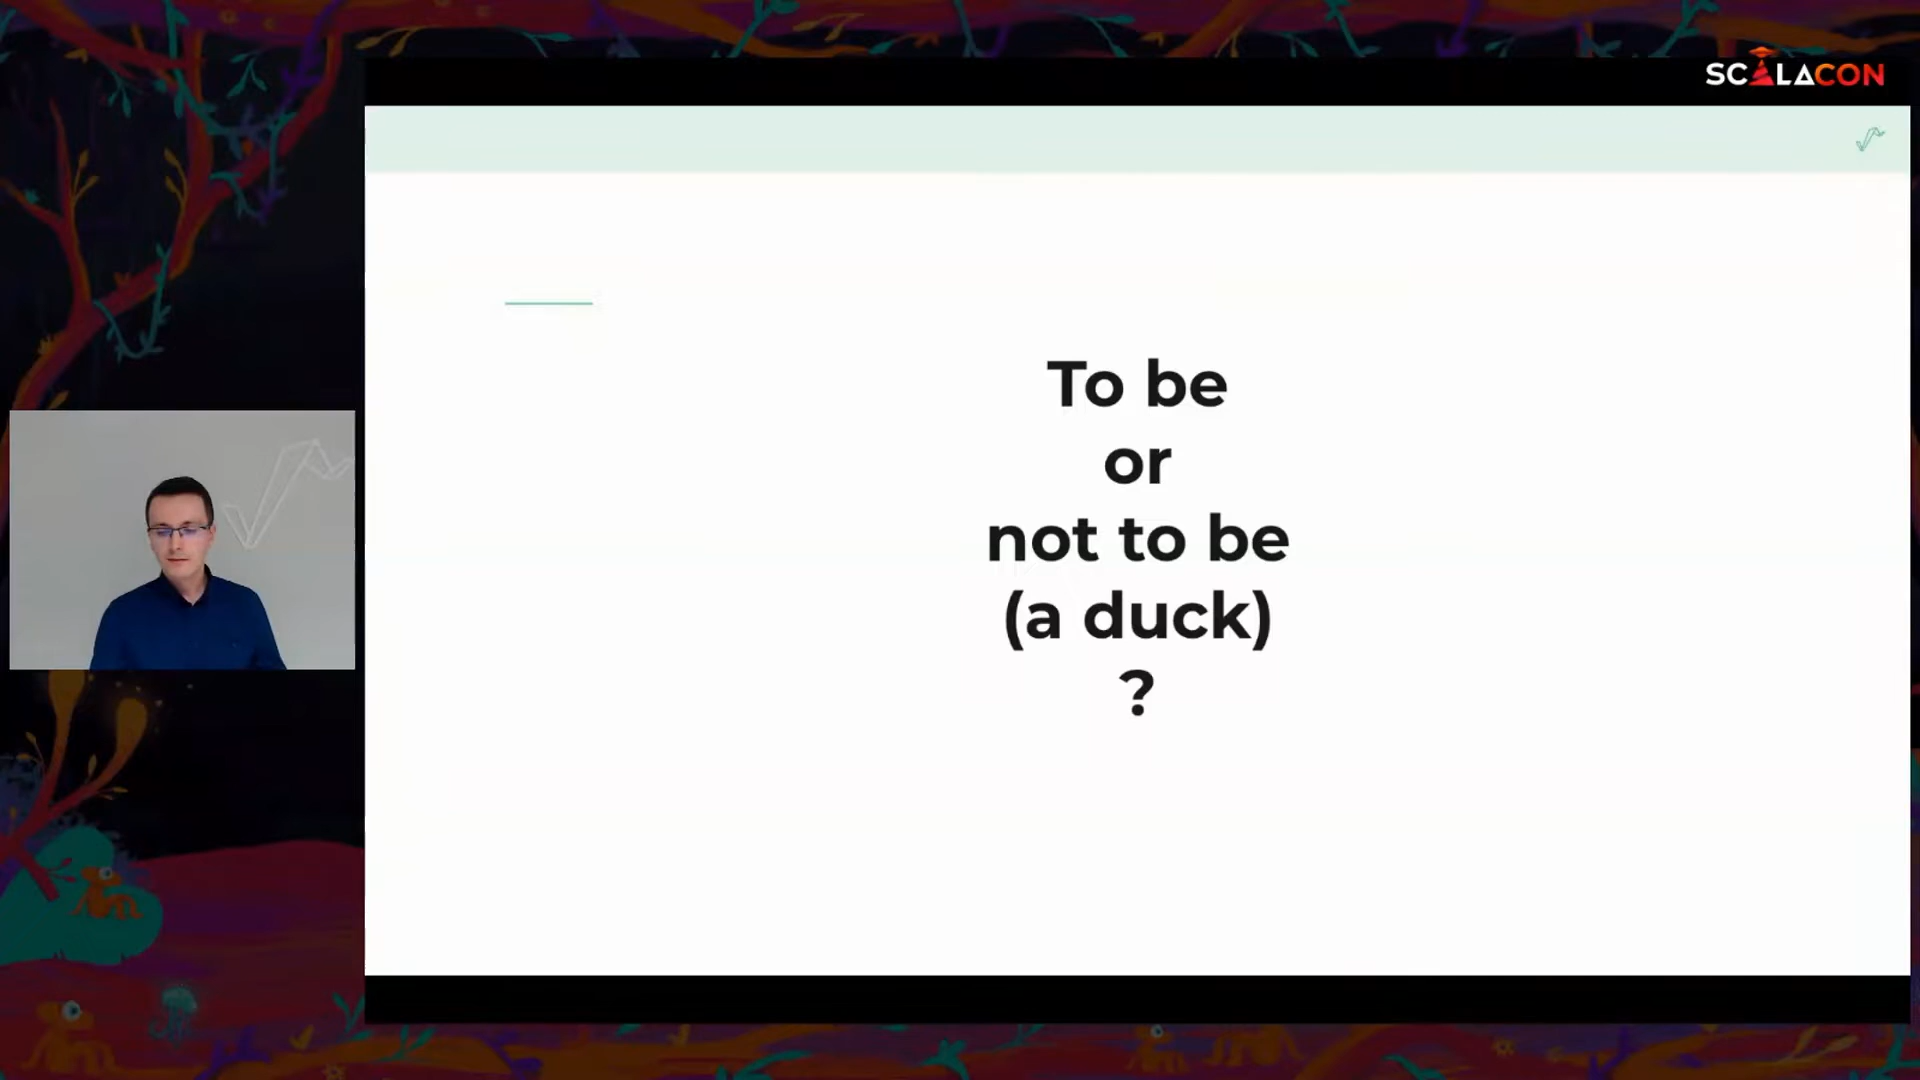 SCALACON
To be
or
not to be
(a duck)
?